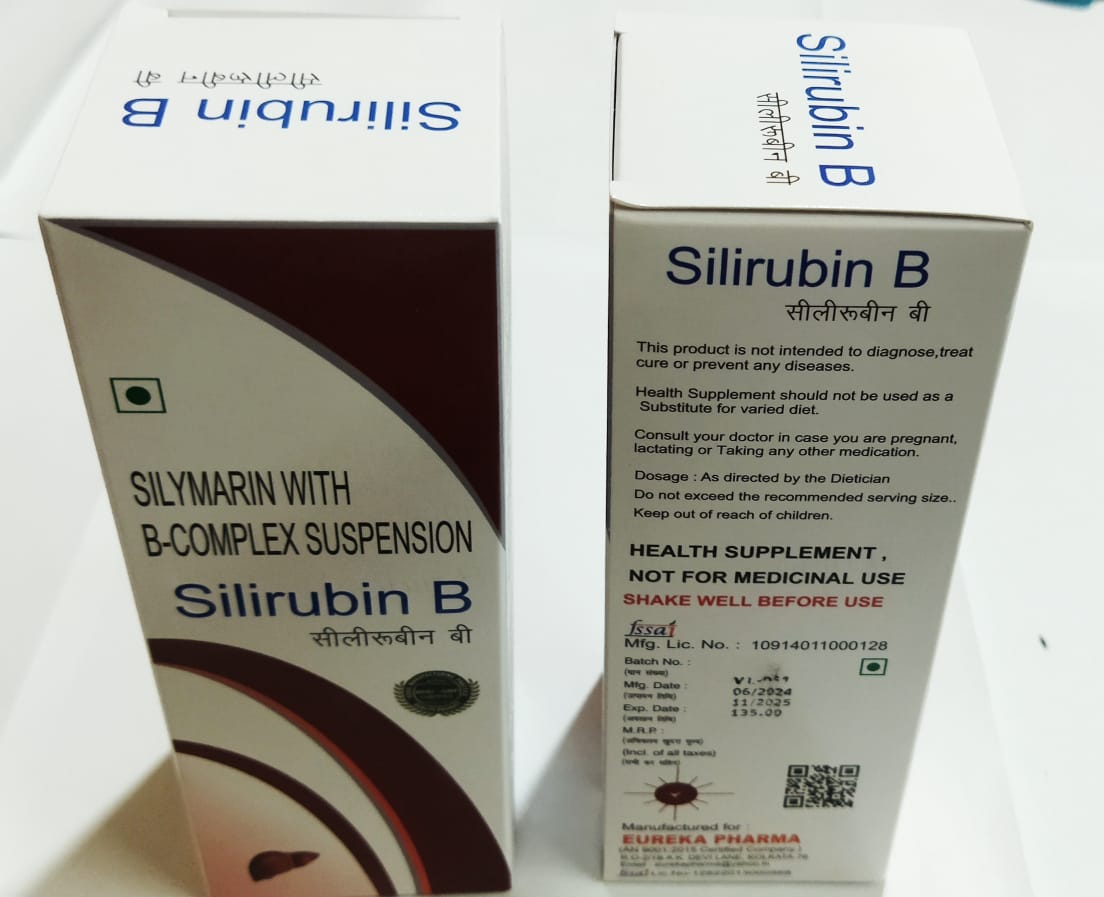 सीलीरूबीन बी
Silirubin B
SILYMARIN WITH
B-COMPLEX SUSPENSION
Silirubin B
सीलीरूबीन बी
Silirubin B
सीलीरूबीन बी
Silirubin B
सीलीरूबीन बी
This product is not intended to diagnose,treat
cure or prevent any diseases.
Health Supplement should not be used as a
Substitute for varied diet.
Consult your doctor in case you are pregnant,
lactating or Taking any other medication.
Dosage : As directed by the Dietician
Do not exceed the recommended serving size..
Keep out of reach of children.
HEALTH SUPPLEMENT ,
NOT FOR MEDICINAL USE
SHAKE WELL BEFORE USE
fssai
Mfg. Lic. No. : 10914011000128
Batch No. :
Mfg. Date : 06/2024
Exp. Date : 11/2025
135.00
M.R.P. :
(Incl. of all taxes)
Manufactured for :
EUREKA PHARMA
(AN 9001:2015 Certified Company)